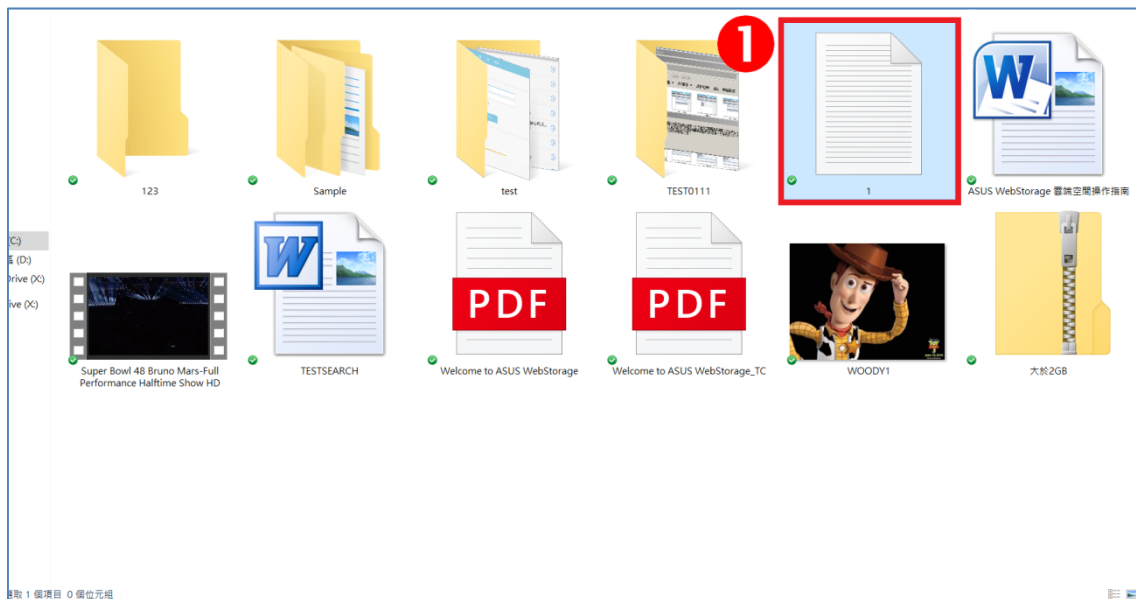 1
123
Sample
test
TEST0111
1
W
ASUS WebStorage 雲端空間操作指南
(C:)
(D:)
Drive (X:)
ive (X:)
W
PDF
PDF
Super Bowl 48 Bruno Mars-Full
Performance Halftime Show HD
TESTSEARCH
Welcome to ASUS WebStorage
Welcome to ASUS WebStorage_TC
WOODY1
大於2GB
選取 1 個項目 0 個位元組